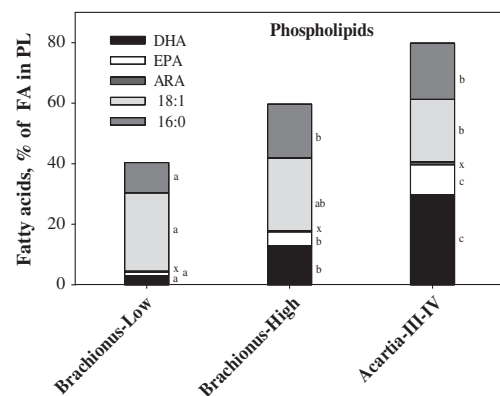 Phospholipids
Fatty acids, % of FA in PL
80
60
40
20
0
DHA
EPA
ARA
18:1
16:0
a
a
x a
a
b
ab
x
b
b
b
b
x
c
c
Brachionus-Low
Brachionus-High
Acartia-III-IV